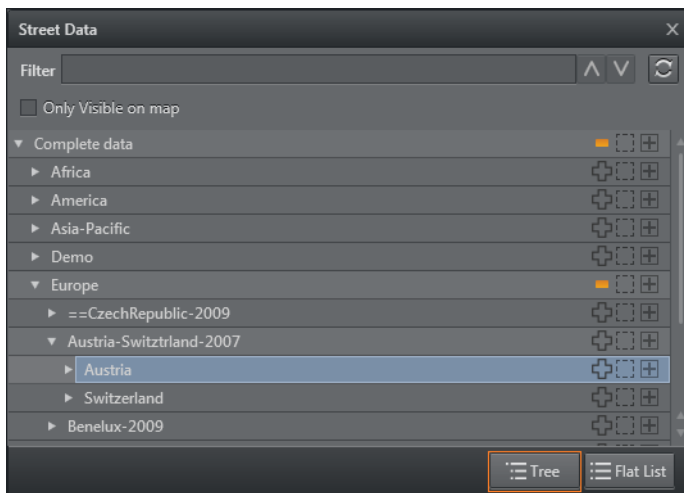 Street Data
Filter
Only Visible on map
Complete data
Africa
America
Asia-Pacific
Demo
Europe
==CzechRepublic-2009
Austria-Switztrland-2007
Austria
Switzerland
Benelux-2009
Tree Flat List